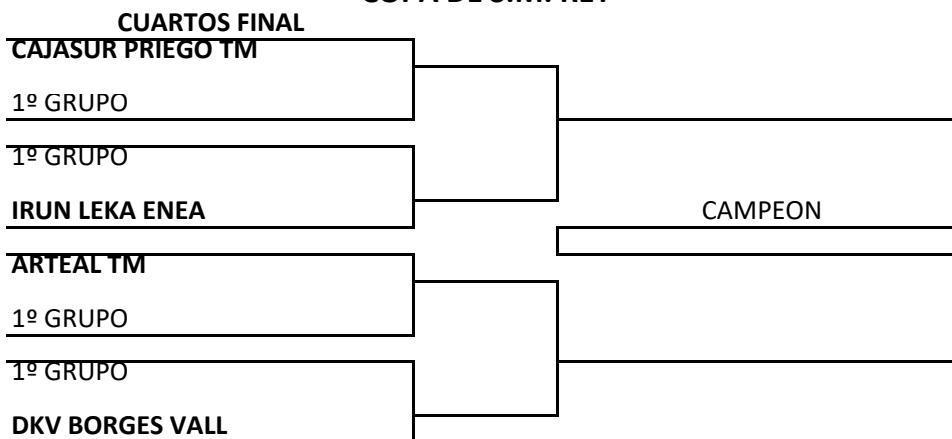 CUARTOS FINAL
CAJASUR PRIEGO TM
1º GRUPO
1º GRUPO
IRUN LEKA ENEA
CAMPEON
ARTEAL TM
1º GRUPO
1º GRUPO
DKV BORGES VALL